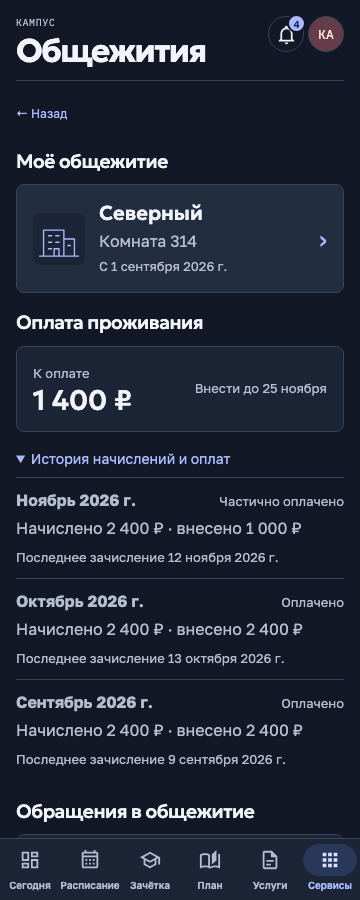 КАМПУС
Общежития
4
КА
← Назад
Моё общежитие
Северный
Комната 314
С 1 сентября 2026 г.
Оплата проживания
К оплате
1 400 ₽
Внести до 25 ноября
▼ История начислений и оплат
Ноябрь 2026 г.
Частично оплачено
Начислено 2 400 ₽ · внесено 1 000 ₽
Последнее зачисление 12 ноября 2026 г.
Октябрь 2026 г.
Оплачено
Начислено 2 400 ₽ · внесено 2 400 ₽
Последнее зачисление 13 октября 2026 г.
Сентябрь 2026 г.
Оплачено
Начислено 2 400 ₽ · внесено 2 400 ₽
Последнее зачисление 9 сентября 2026 г.
Обращения в общежитие
Сегодня
Расписание
Зачётка
План
Услуги
Сервисы